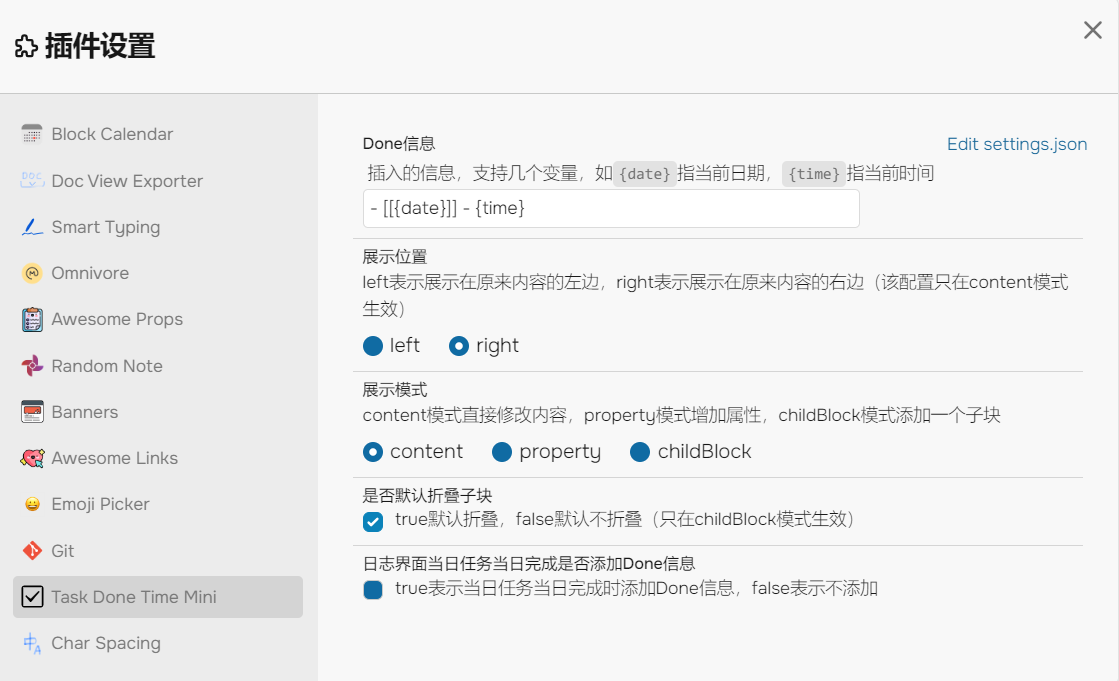 插件设置
Block Calendar
Doc View Exporter
Smart Typing
Omnivore
Awesome Props
Random Note
Banners
Awesome Links
Emoji Picker
Git
Task Done Time Mini
Char Spacing
Done信息
Edit settings.json
插入的信息，支持几个变量，如 {date} 指当前日期， {time} 指当前时间
- [[{date}]] - {time}
展示位置
left表示展示在原来内容的左边，right表示展示在原来内容的右边（该配置只在content模式
生效）
left right
展示模式
content模式直接修改内容，property模式增加属性，childBlock模式添加一个子块
content property childBlock
是否默认折叠子块
true默认折叠，false默认不折叠（只在childBlock模式生效）
日志界面当日任务当日完成是否添加Done信息
true表示当日任务当日完成时添加Done信息，false表示不添加